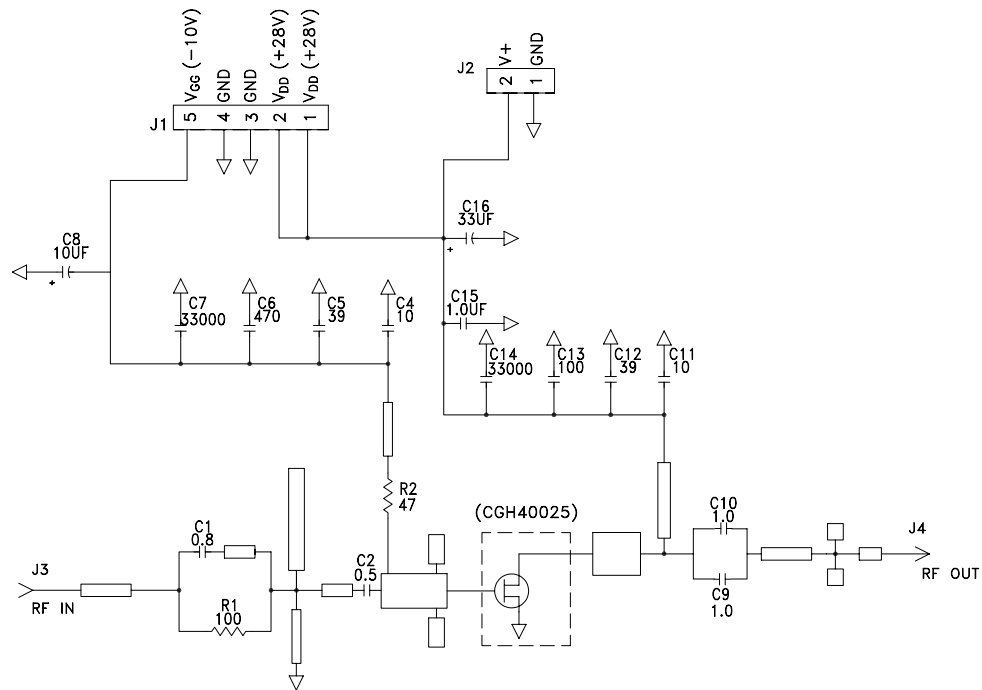 VGG (-10V)
GND
GND
VDD (+28V)
VDD (+28V)
J1
5
4
3
2
1
J2
V+
GND
2
1
C8
10UF
+
C16
33UF
+
C15
1.0UF
C7
33000
C6
470
C5
39
C4
10
C14
33000
C13
100
C12
39
C11
10
R2
47
(CGH40025)
C10
1.0
C9
1.0
J4
RF OUT
C1
0.8
C2
0.5
J3
RF IN
R1
100